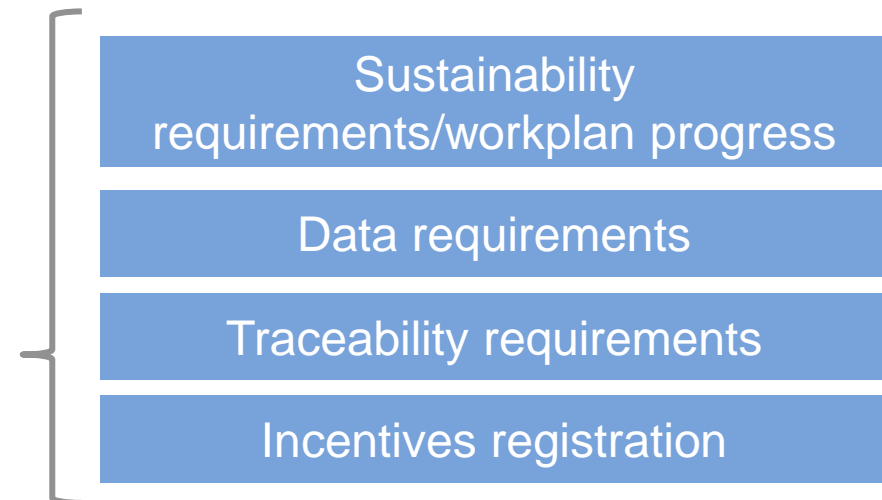 Sustainability
requirements/workplan progress
Data requirements
Traceability requirements
Incentives registration